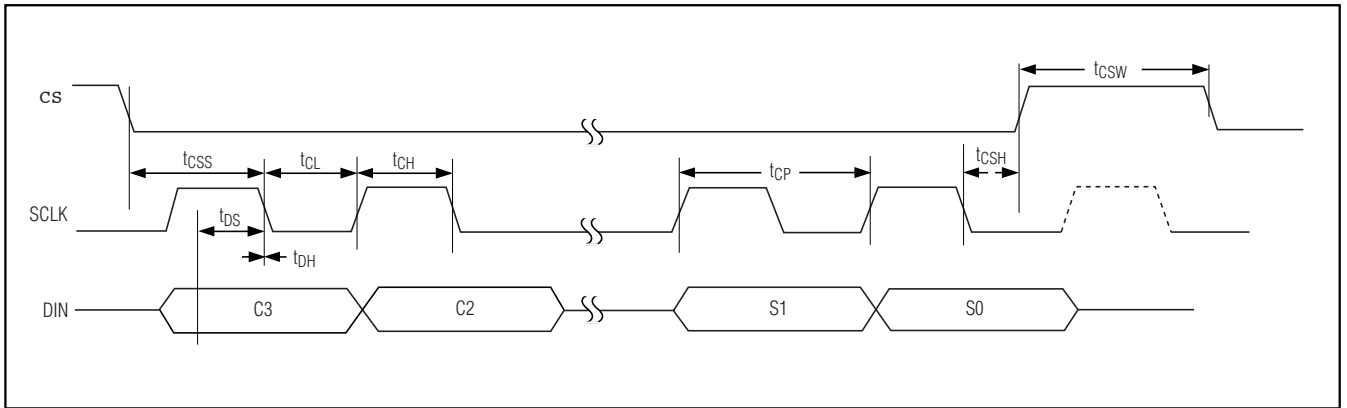 tCSW
CS
tCSS
tCL
tCH
tCP
tCSH
SCLK
tDS
tDH
DIN
C3
C2
S1
S0